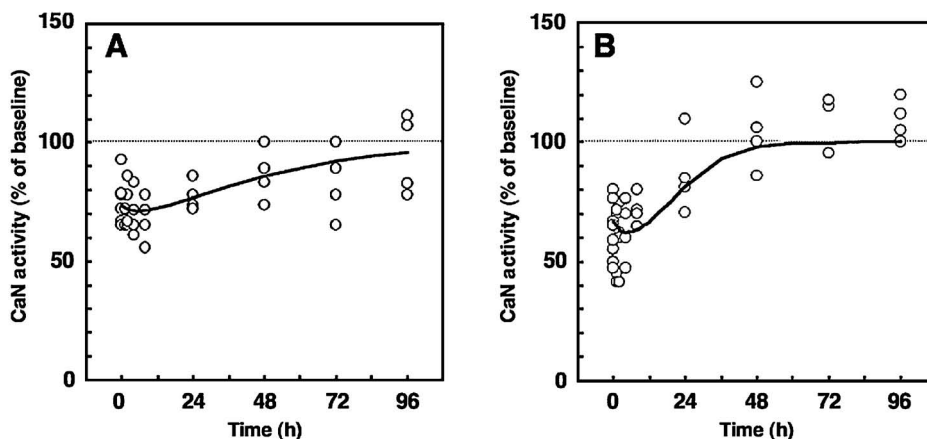 A
CaN activity (% of baseline)
150
100
50
0
0 24 48 72 96
Time (h)
B
CaN activity (% of baseline)
150
100
50
0
0 24 48 72 96
Time (h)